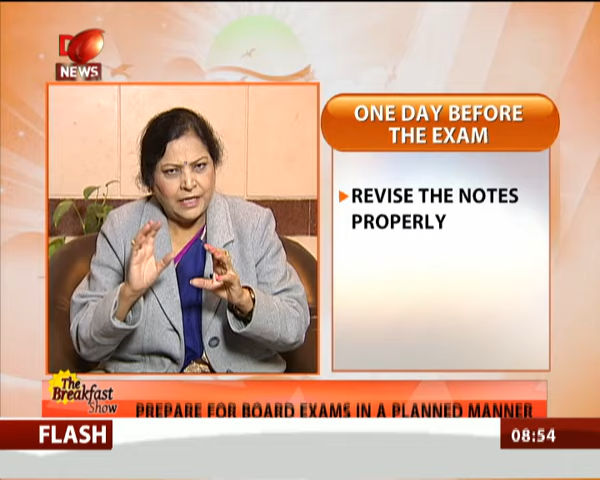 D
NEWS
ONE DAY BEFORE
THE EXAM
REVISE THE NOTES
PROPERLY
The
Breakfast
Show
PREPARE FOR BOARD EXAMS IN A PLANNED MANNER
FLASH
08:54